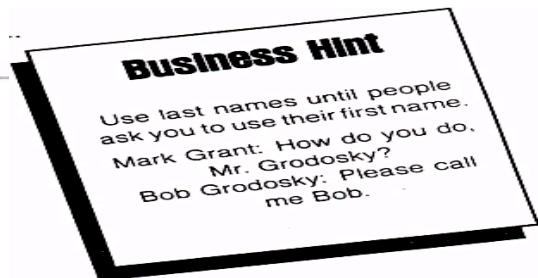 Business Hint
Use last names until people
ask you to use their first name.
Mark Grant: How do you do,
Mr. Grodosky?
Bob Grodosky: Please call
me Bob.